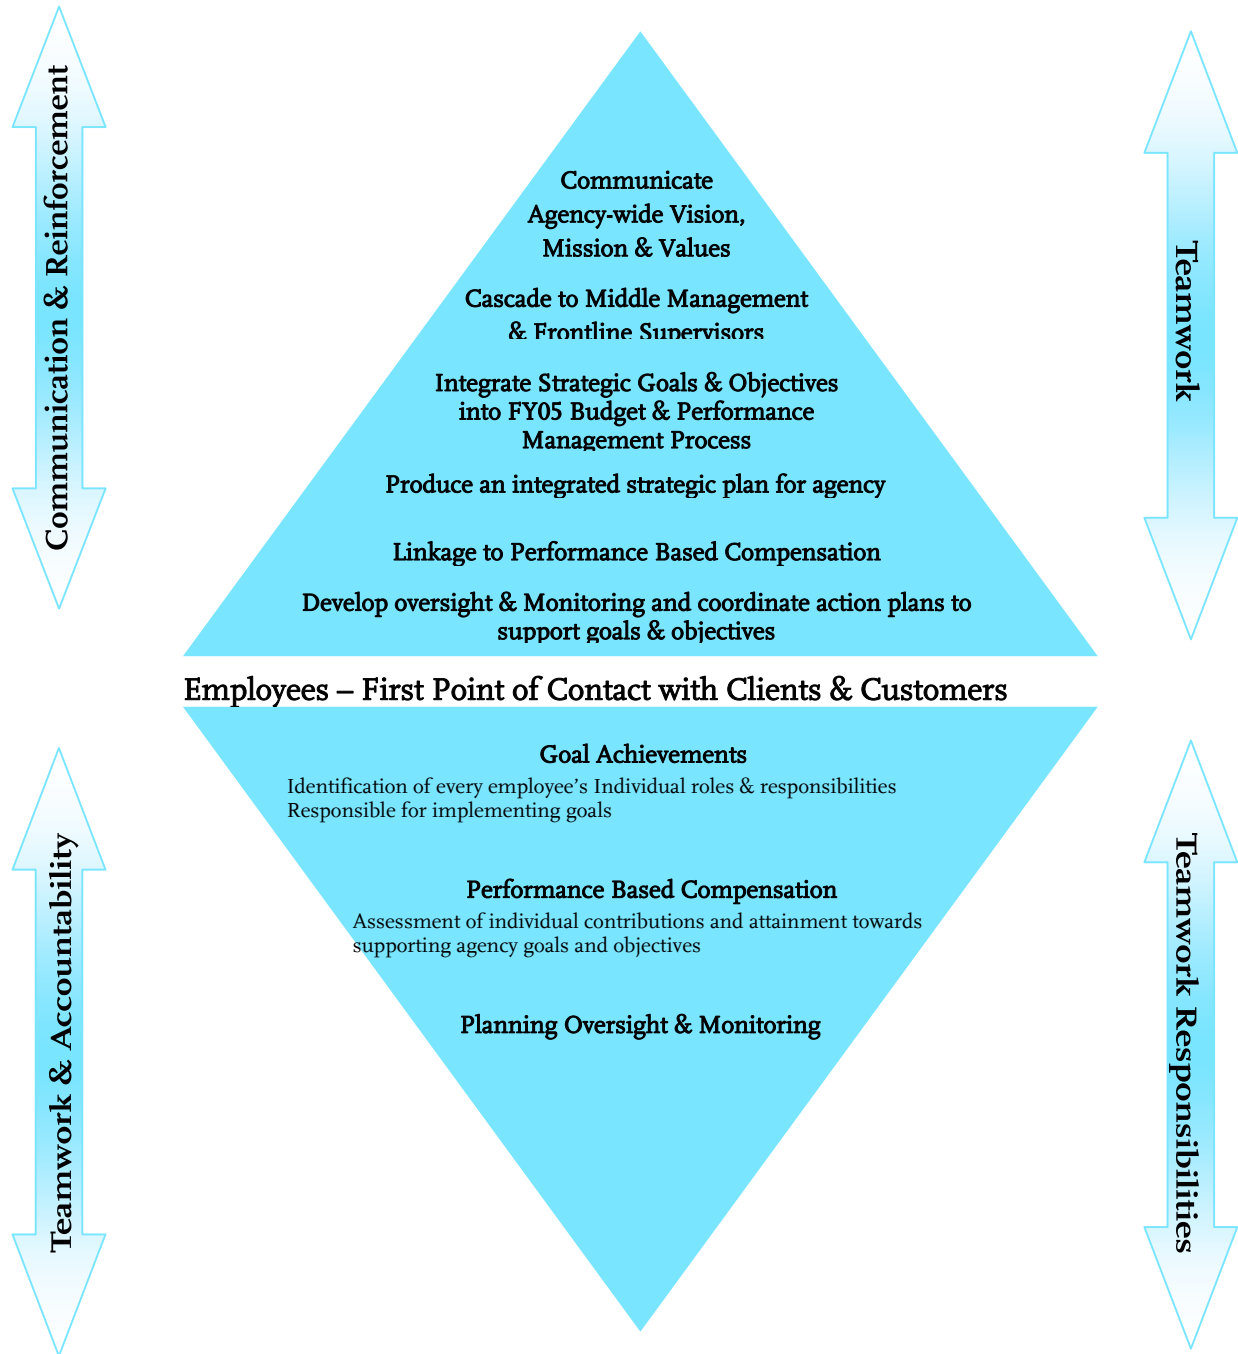 Communication & Reinforcement
Teamwork
Communicate
Agency-wide Vision,
Mission & Values
Cascade to Middle Management
& Frontline Supervisors
Integrate Strategic Goals & Objectives
into FY05 Budget & Performance
Management Process
Produce an integrated strategic plan for agency
Linkage to Performance Based Compensation
Develop oversight & Monitoring and coordinate action plans to
support goals & objectives
Employees – First Point of Contact with Clients & Customers
Teamwork & Accountability
Teamwork Responsibilities
Goal Achievements
Identification of every employee’s Individual roles & responsibilities
Responsible for implementing goals
Performance Based Compensation
Assessment of individual contributions and attainment towards
supporting agency goals and objectives
Planning Oversight & Monitoring